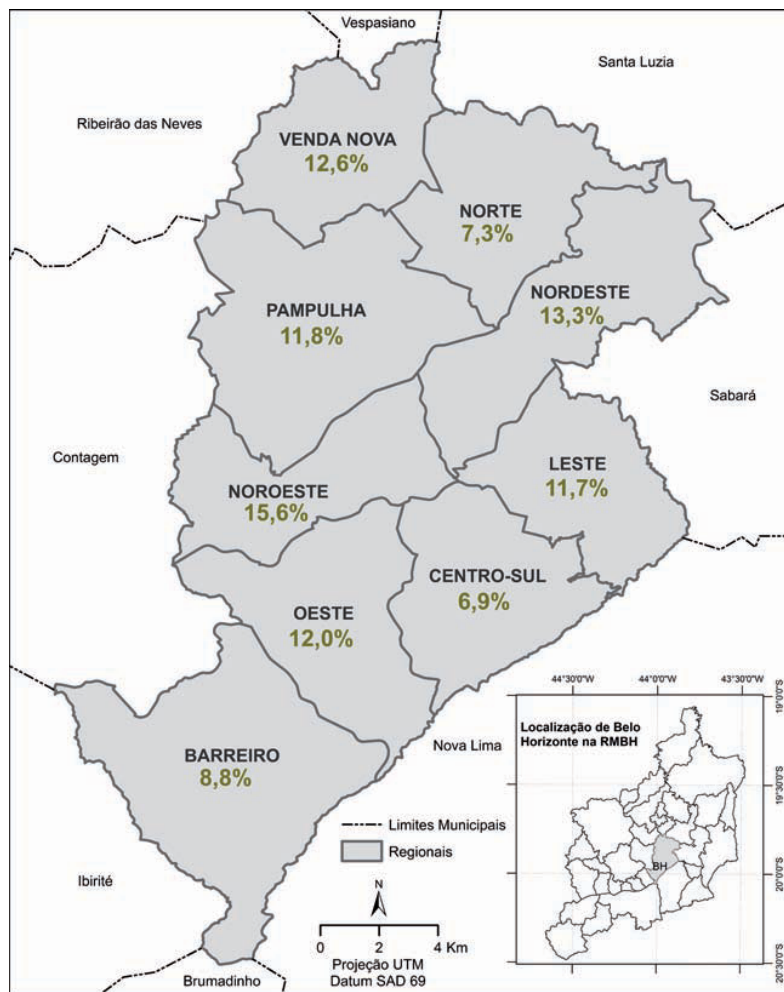 Vespasiano
Santa Luzia
Ribeirão das Neves
VENDA NOVA
12,6%
NORTE
7,3%
NORDESTE
13,3%
PAMPULHA
11,8%
Sabará
Contagem
LESTE
11,7%
NOROESTE
15,6%
CENTRO-SUL
6,9%
OESTE
12,0%
BARREIRO
8,8%
Nova Lima
Ibirité
Brumadinho
Limites Municipais
Regionais
N
0 2 4 Km
Projeção UTM
Datum SAD 69
44°30'0"W 44°0'0"W 43°30'0"W
Localização de Belo
Horizonte na RMBH
BH
19°0'0"S
19°30'0"S
20°0'0"S
20°30'0"S